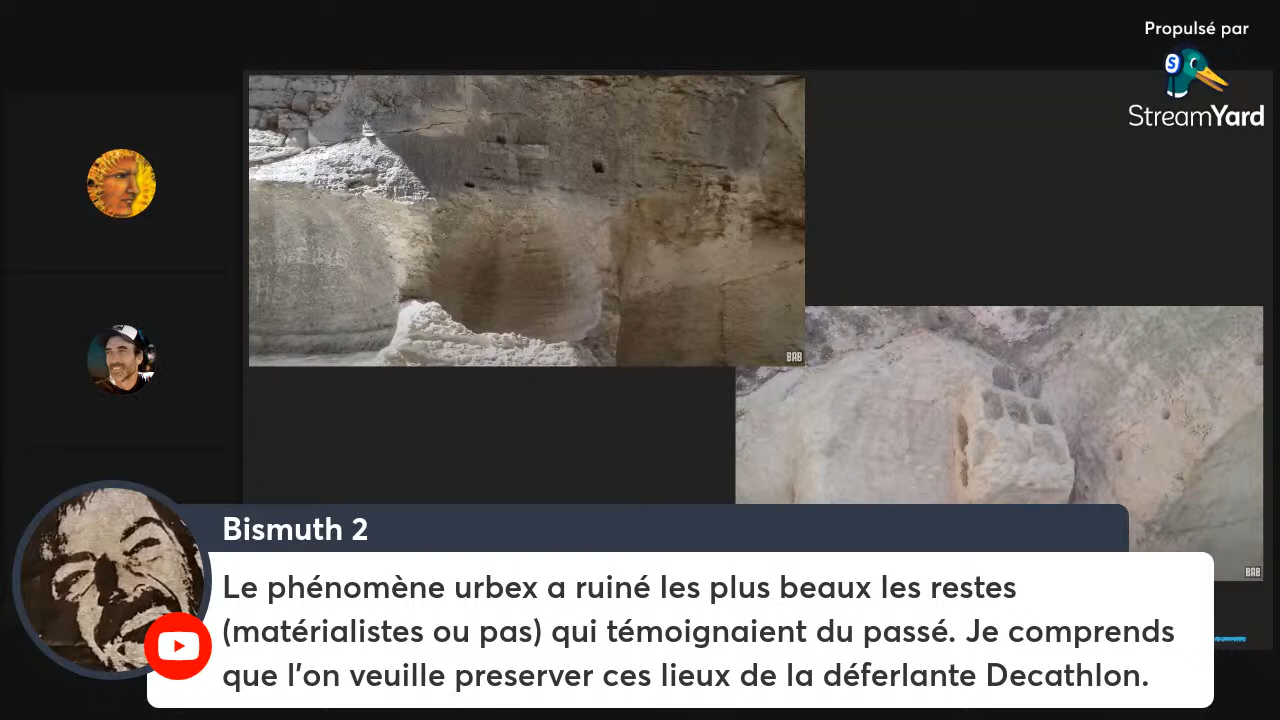 Propulsé par
StreamYard
BAB
BAB
Bismuth 2
Le phénomène urbex a ruiné les plus beaux les restes
(matérialistes ou pas) qui témoignaient du passé. Je comprends
que l'on veuille preserver ces lieux de la déferlante Decathlon.